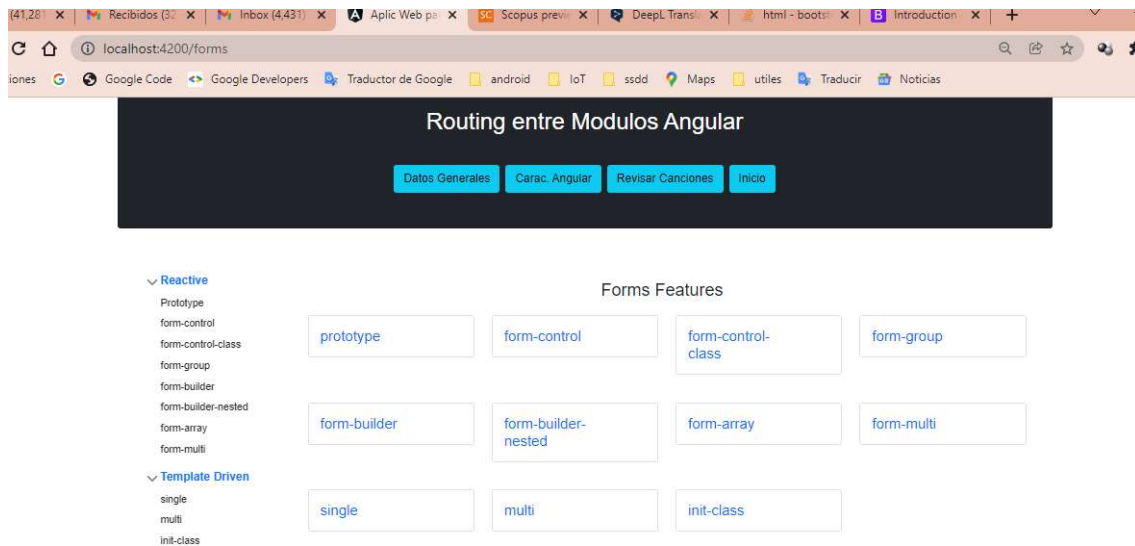 (41,281 Recibidos (32 Inbox (4,431) Aplic Web pa Scopus previe DeepL Transla html - bootst Introduction
localhost:4200/forms
iones Google Code Google Developers Traductor de Google android IoT ssdd Maps utiles Traducir Noticias
Routing entre Modulos Angular
Datos Generales Carac. Angular Revisar Canciones Inicio
Reactive
Prototype
form-control
form-control-class
form-group
form-builder
form-builder-nested
form-array
form-multi
Template Driven
single
multi
init-class
Forms Features
prototype form-control form-control- form-group
class
form-builder form-builder- form-array form-multi
nested
single multi init-class